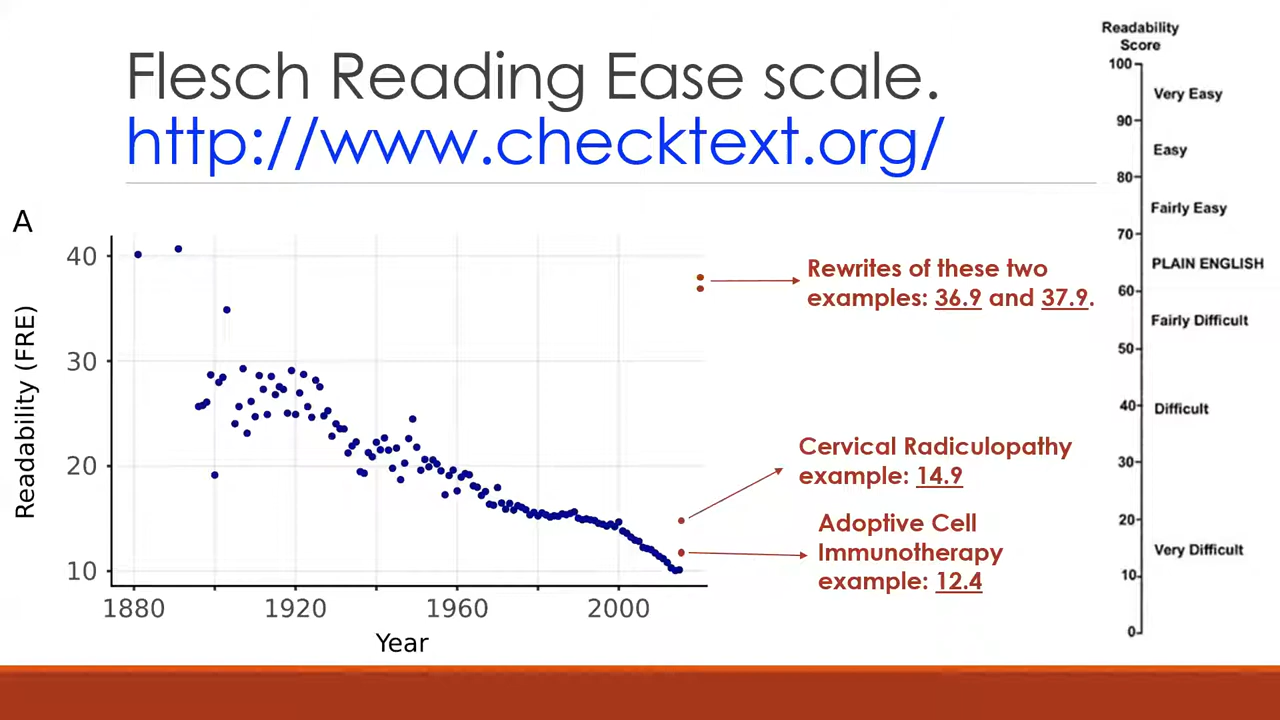 Flesch Reading Ease scale.
http://www.checktext.org/
A
Readability (FRE)
40
30
20
10
1880
1920
1960
2000
Year
Rewrites of these two
examples: 36.9 and 37.9.
Cervical Radiculopathy
example: 14.9
Adoptive Cell
Immunotherapy
example: 12.4
Readability
Score
100
Very Easy
90
Easy
80
Fairly Easy
70
PLAIN ENGLISH
60
Fairly Difficult
50
40
Difficult
30
20
Very Difficult
10
0